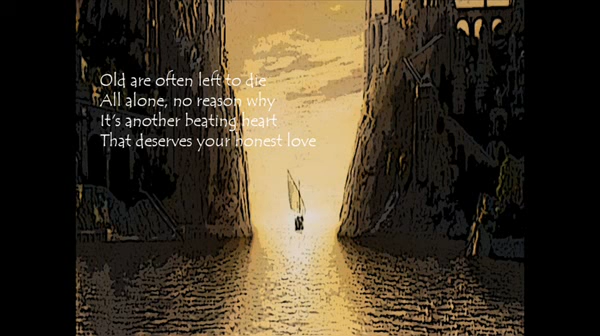 Old are often left to die
All alone, no reason why
It's another beating heart
That deserves your honest love